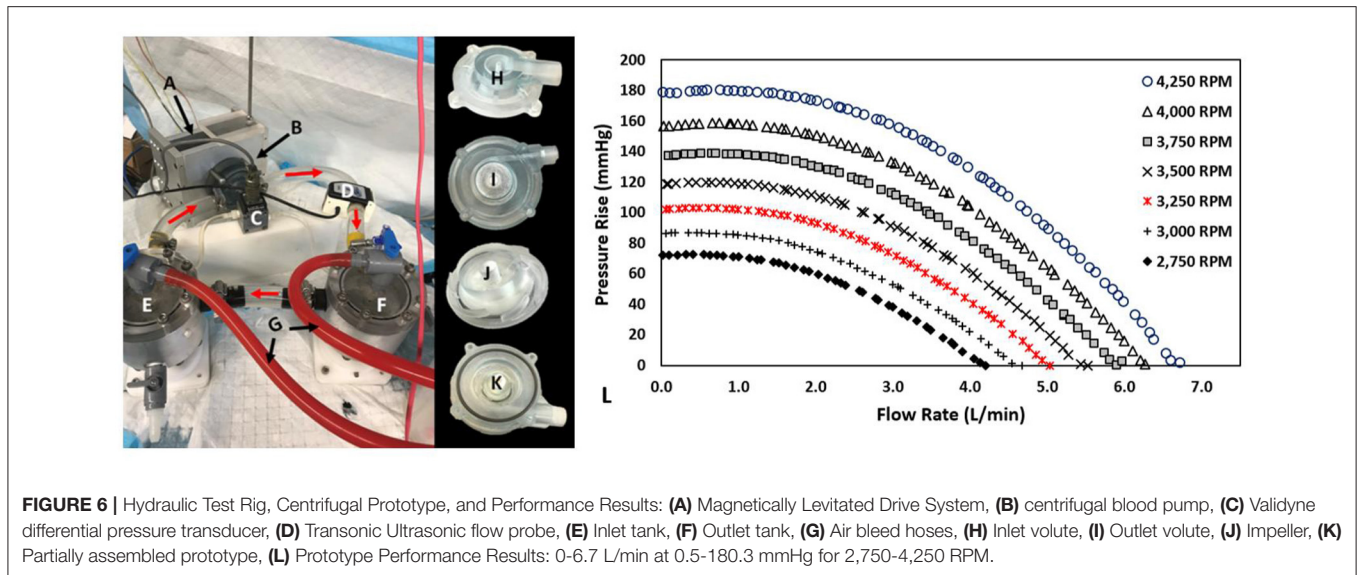 A
B
C
D
E
F
G
H
I
J
K
L
Pressure Rise (mmHg)
200
180
160
140
120
100
80
60
40
20
0
0.0 1.0 2.0 3.0 4.0 5.0 6.0 7.0
Flow Rate (L/min)
4,250 RPM
4,000 RPM
3,750 RPM
3,500 RPM
3,250 RPM
3,000 RPM
2,750 RPM
FIGURE 6 | Hydraulic Test Rig, Centrifugal Prototype, and Performance Results: (A) Magnetically Levitated Drive System, (B) centrifugal blood pump, (C) Validyne
differential pressure transducer, (D) Transonic Ultrasonic flow probe, (E) Inlet tank, (F) Outlet tank, (G) Air bleed hoses, (H) Inlet volute, (I) Outlet volute, (J) Impeller, (K)
Partially assembled prototype, (L) Prototype Performance Results: 0-6.7 L/min at 0.5-180.3 mmHg for 2,750-4,250 RPM.